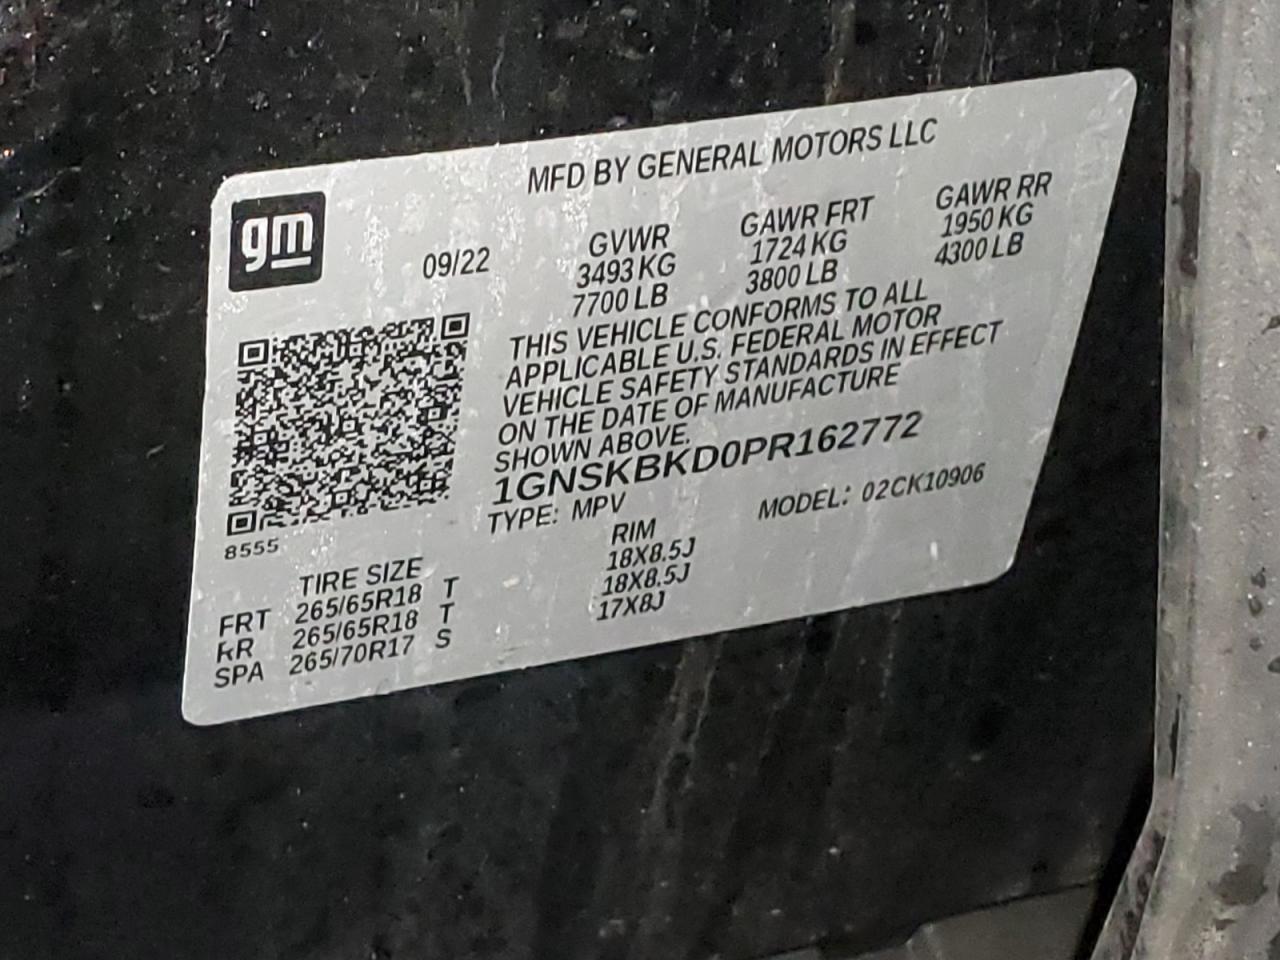 MFD BY GENERAL MOTORS LLC
gm
09/22
GVWR GAWR FRT GAWR RR
3493 KG 1724 KG 1950 KG
7700 LB 3800 LB 4300 LB
THIS VEHICLE CONFORMS TO ALL
APPLICABLE U.S. FEDERAL MOTOR
VEHICLE SAFETY STANDARDS IN EFFECT
ON THE DATE OF MANUFACTURE
SHOWN ABOVE.
1GNSKBKD0PR162772
TYPE: MPV MODEL: 02CK10906
8555
TIRE SIZE RIM
FRT 265/65R18 T 18X8.5J
RR 265/65R18 T 18X8.5J
SPA 265/70R17 S 17X8J